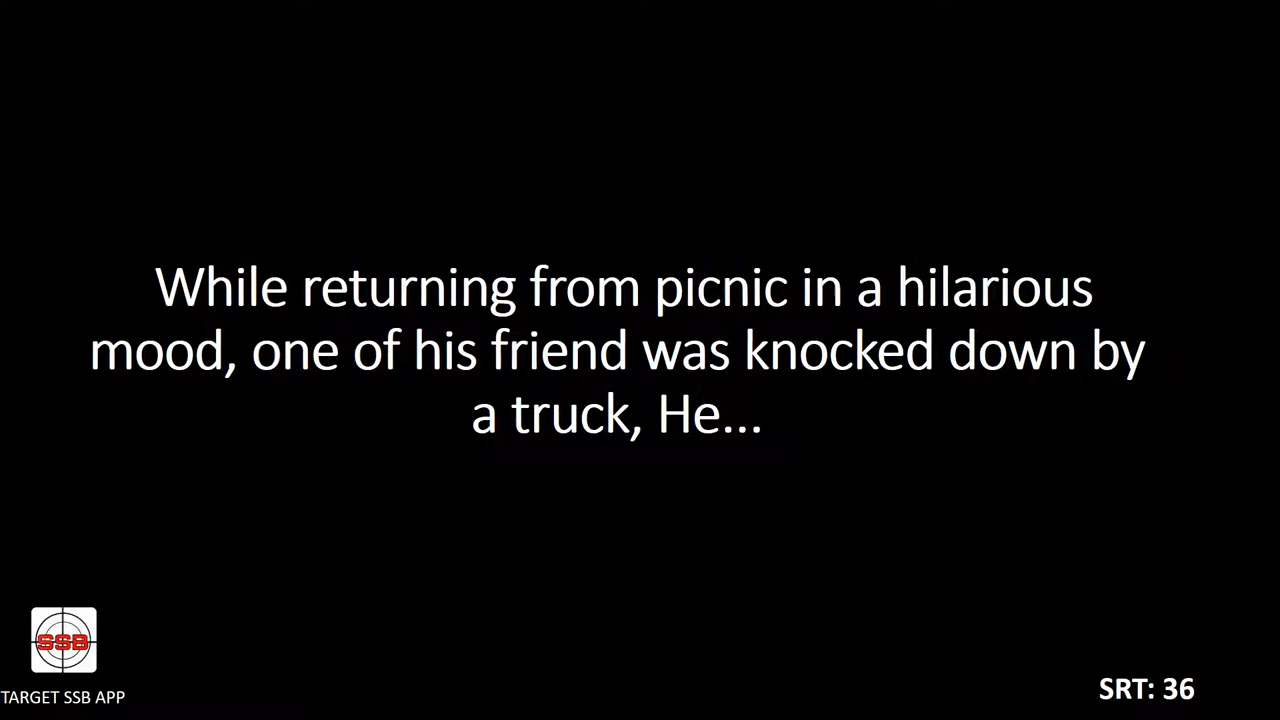 While returning from picnic in a hilarious
mood, one of his friend was knocked down by
a truck, He...
SSB
TARGET SSB APP
SRT: 36